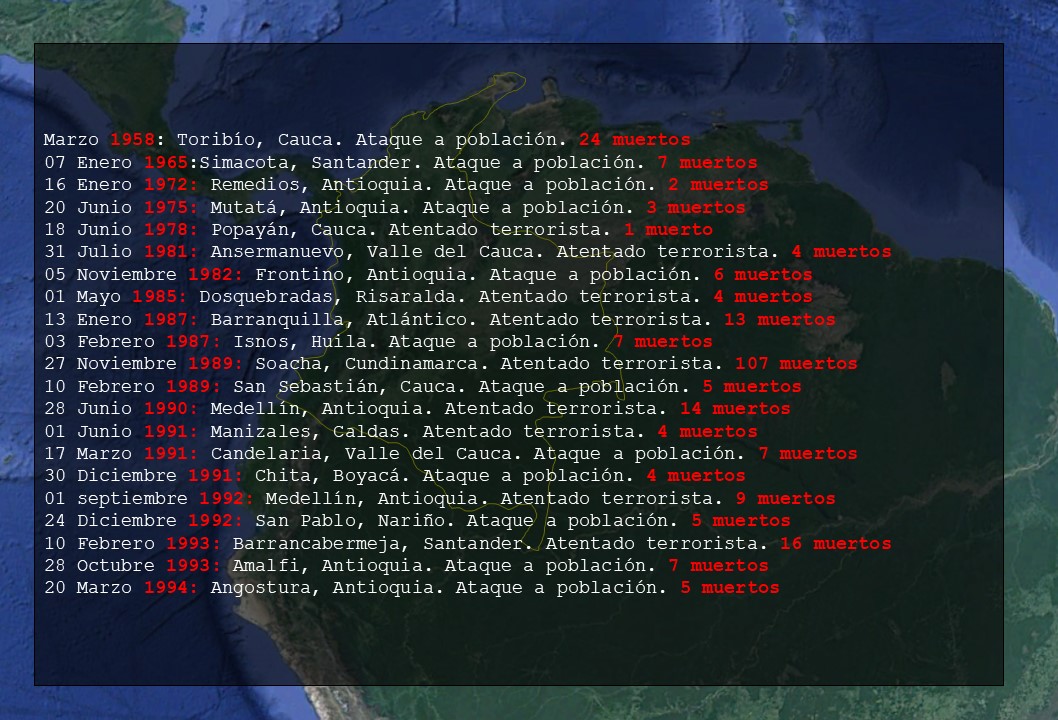 Marzo 1958: Toribío, Cauca. Ataque a población. 24 muertos
07 Enero 1965:Simacota, Santander. Ataque a población. 7 muertos
16 Enero 1972: Remedios, Antioquia. Ataque a población. 2 muertos
20 Junio 1975: Mutatá, Antioquia. Ataque a población. 3 muertos
18 Junio 1978: Popayán, Cauca. Atentado terrorista. 1 muerto
31 Julio 1981: Ansermanuevo, Valle del Cauca. Atentado terrorista. 4 muertos
05 Noviembre 1982: Frontino, Antioquia. Ataque a población. 6 muertos
01 Mayo 1985: Dosquebradas, Risaralda. Atentado terrorista. 4 muertos
13 Enero 1987: Barranquilla, Atlántico. Atentado terrorista. 13 muertos
03 Febrero 1987: Isnos, Huila. Ataque a población. 7 muertos
27 Noviembre 1989: Soacha, Cundinamarca. Atentado terrorista. 107 muertos
10 Febrero 1989: San Sebastián, Cauca. Ataque a población. 5 muertos
28 Junio 1990: Medellín, Antioquia. Atentado terrorista. 14 muertos
01 Junio 1991: Manizales, Caldas. Atentado terrorista. 4 muertos
17 Marzo 1991: Candelaria, Valle del Cauca. Ataque a población. 7 muertos
30 Diciembre 1991: Chita, Boyacá. Ataque a población. 4 muertos
01 septiembre 1992: Medellín, Antioquia. Atentado terrorista. 9 muertos
24 Diciembre 1992: San Pablo, Nariño. Ataque a población. 5 muertos
10 Febrero 1993: Barrancabermeja, Santander. Atentado terrorista. 16 muertos
28 Octubre 1993: Amalfi, Antioquia. Ataque a población. 7 muertos
20 Marzo 1994: Angostura, Antioquia. Ataque a población. 5 muertos